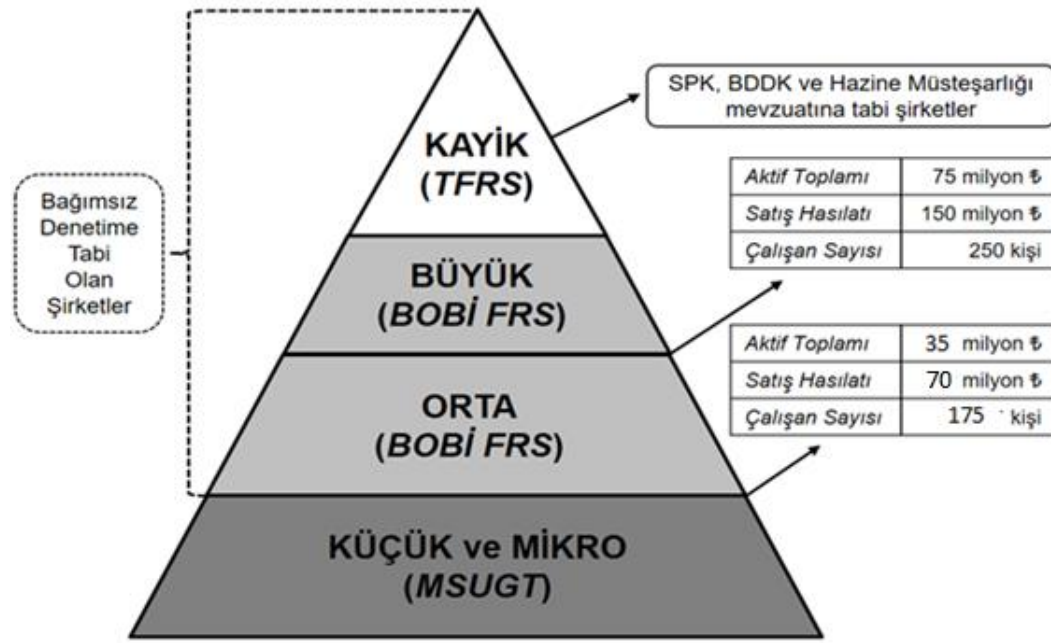 KAYİK
(TFRS)
SPK, BDDK ve Hazine Müsteşarlığı
mevzuatına tabi şirketler
Bağımsız
Denetime
Tabi
Olan
Şirketler
BÜYÜK
(BOBİ FRS)
Aktif Toplamı 75 milyon ₺
Satış Hasılatı 150 milyon ₺
Çalışan Sayısı 250 kişi
ORTA
(BOBİ FRS)
Aktif Toplamı 35 milyon ₺
Satış Hasılatı 70 milyon ₺
Çalışan Sayısı 175 kişi
KÜÇÜK ve MİKRO
(MSUGT)